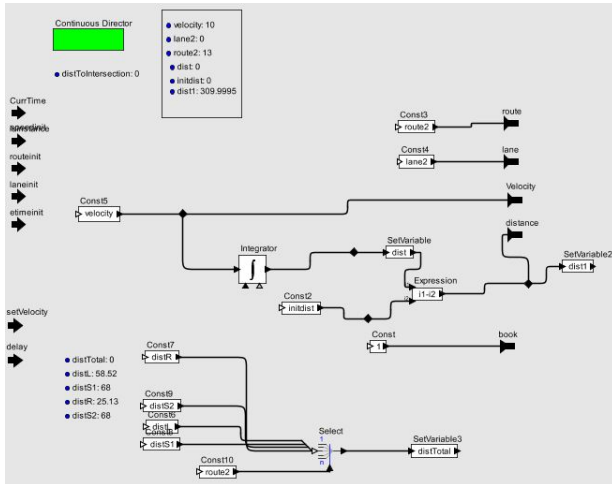 Continuous Director
velocity: 10
lane2: 0
route2: 13
dist: 0
initdist: 0
dist1: 309.9995
distToIntersection: 0
CurrTime
routeinit
laneinit
etimeinit
setVelocity
delay
Const3
route2
route
Const4
lane2
lane
Const5
velocity
Velocity
distance
Integrator
∫
SetVariable
dist
SetVariable2
dist1
Expression
i1-i2
Const2
initdist
Const
1
book
distTotal: 0
distL: 58.52
distS1: 68
distR: 25.13
distS2: 68
Const7
distR
Const9
distS2
Const6
distL
distS1
Const10
route2
Select
1
n
SetVariable3
distTotal